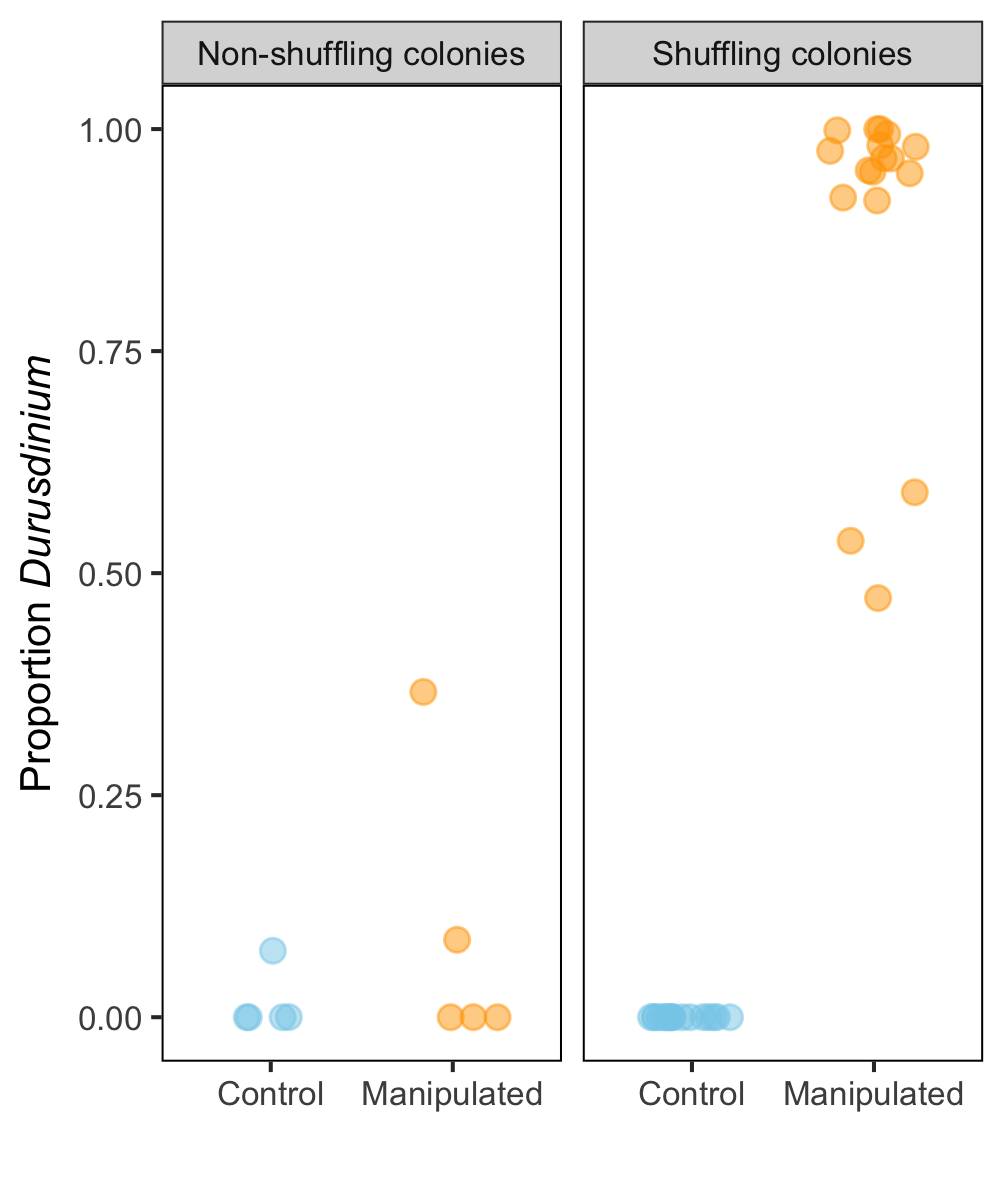 Non-shuffling colonies
Shuffling colonies
Proportion Durusdinium
1.00
0.75
0.50
0.25
0.00
Control
Manipulated
Control
Manipulated